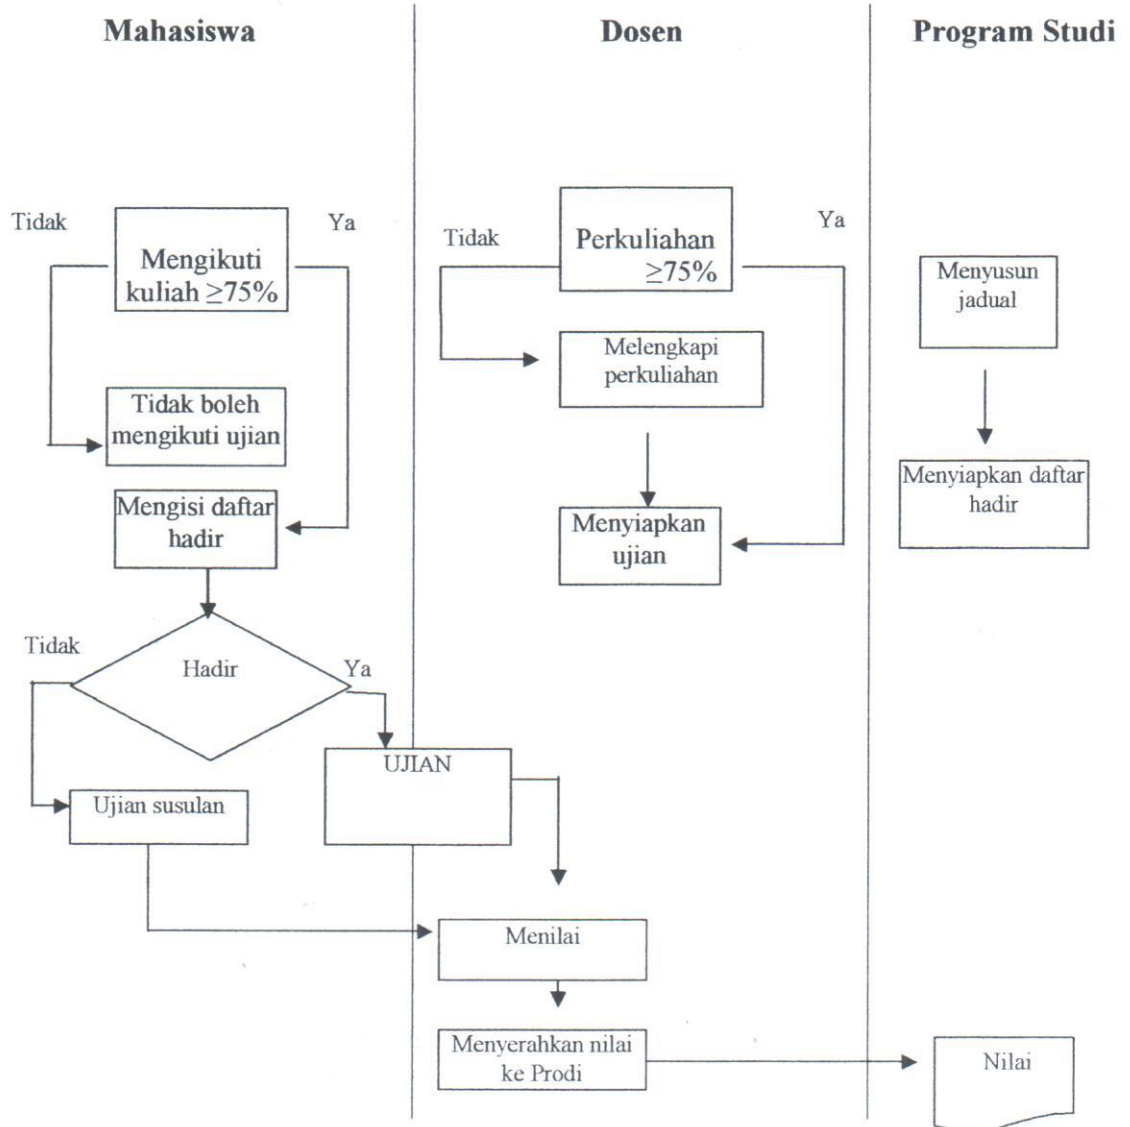 Mahasiswa
Dosen
Program Studi
Tidak
Ya
Mengikuti
kuliah ≥75%
Tidak boleh
mengikuti ujian
Mengisi daftar
hadir
Tidak
Hadir
Ya
Ujian susulan
UJIAN
Tidak
Perkuliahan
≥75%
Ya
Melengkapi
perkuliahan
Menyiapkan
ujian
Menilai
Menyerahkan nilai
ke Prodi
Menyusun
jadual
Menyiapkan daftar
hadir
Nilai